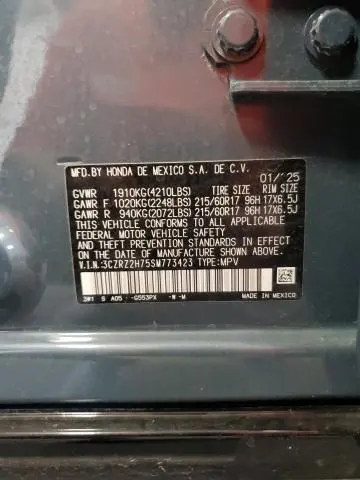 MFD.BY HONDA DE MEXICO S.A. DE C.V.
01/'25
GVWR 1910KG(4210LBS) TIRE SIZE RIM SIZE
GAWR F 1020KG(2248LBS) 215/60R17 96H 17X6.5J
GAWR R 940KG(2072LBS) 215/60R17 96H 17X6.5J
THIS VEHICLE CONFORMS TO ALL APPLICABLE
FEDERAL MOTOR VEHICLE SAFETY STANDARDS IN EFFECT
ON THE DATE OF MANUFACTURE SHOWN ABOVE.
V.I.N.:3CZRZ2H75SM773423 TYPE:MPV
3W1 S A05 -G553PX -W-M
MADE IN MEXICO